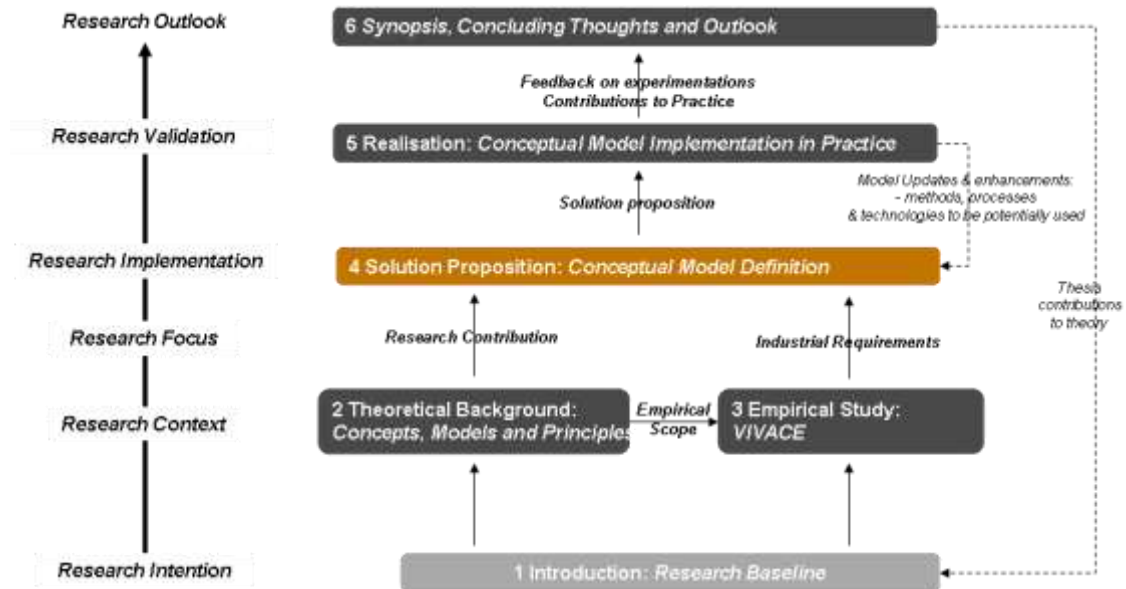 Research Outlook
6 Synopsis, Concluding Thoughts and Outlook
Feedback on experimentations
Contributions to Practice
Research Validation
5 Realisation: Conceptual Model Implementation in Practice
Model Updates & enhancements:
– methods, processes
& technologies to be potentially used
Solution proposition
Research Implementation
4 Solution Proposition: Conceptual Model Definition
Thesis
contributions
to theory
Research Focus
Research Contribution
Industrial Requirements
Research Context
2 Theoretical Background:
Concepts, Models and Principles
Empirical
Scope
3 Empirical Study:
VIVACE
Research Intention
1 Introduction: Research Baseline